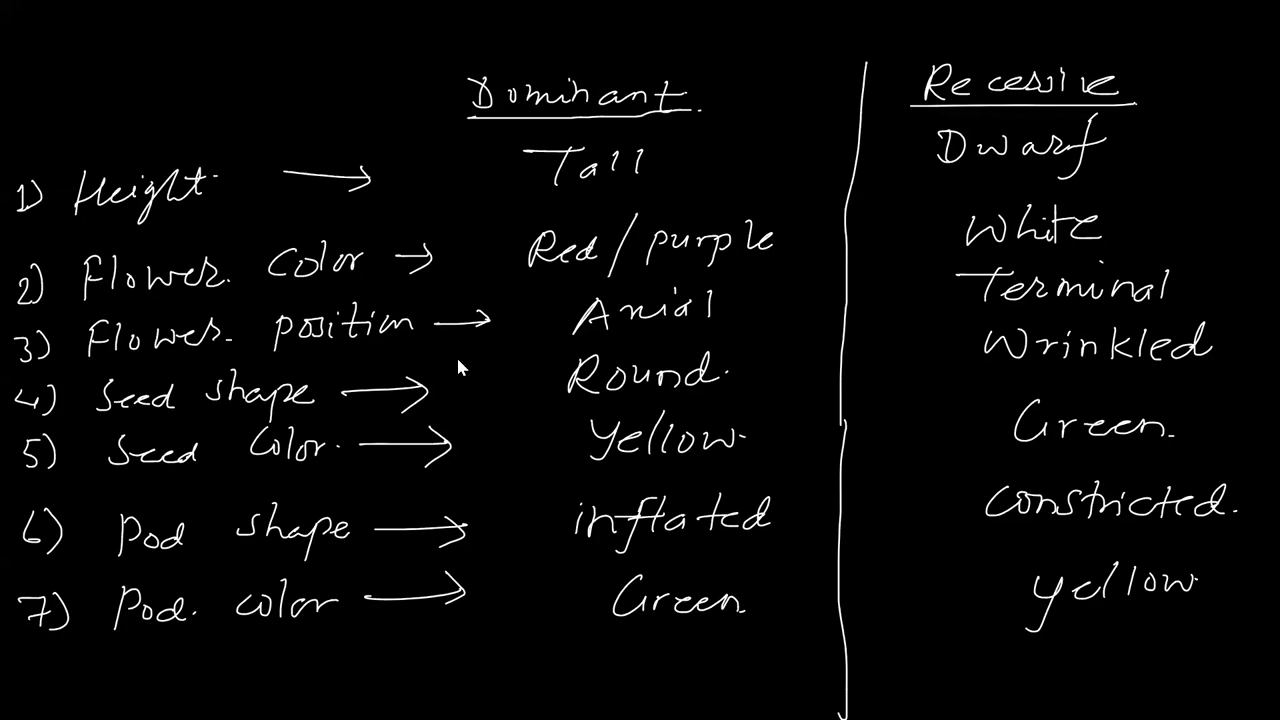 Dominant. Recessive
1) Height. → Tall Dwarf
2) Flower. Color → Red/purple White
3) Flower. position → Anial Terminal
4) Seed shape → Round. Wrinkled
5) Seed Color. → Yellow. Green.
6) Pod shape → inflated constricted.
7) Pod. color → Green yellow